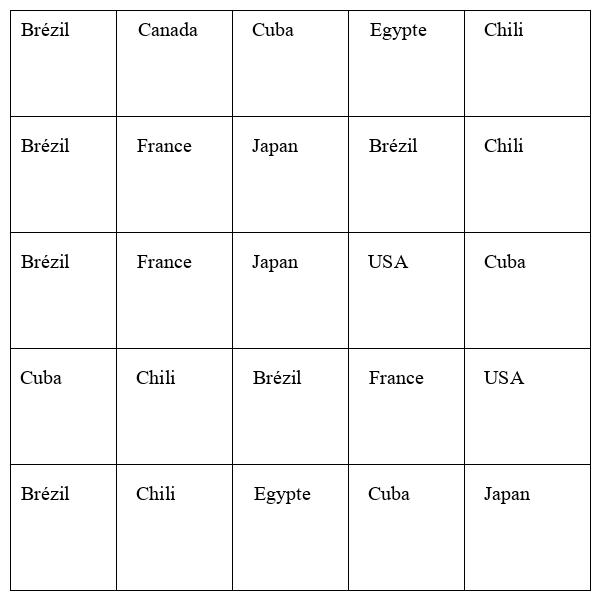 Brézil Canada Cuba Egypte Chili
Brézil France Japan Brézil Chili
Brézil France Japan USA Cuba
Cuba Chili Brézil France USA
Brézil Chili Egypte Cuba Japan